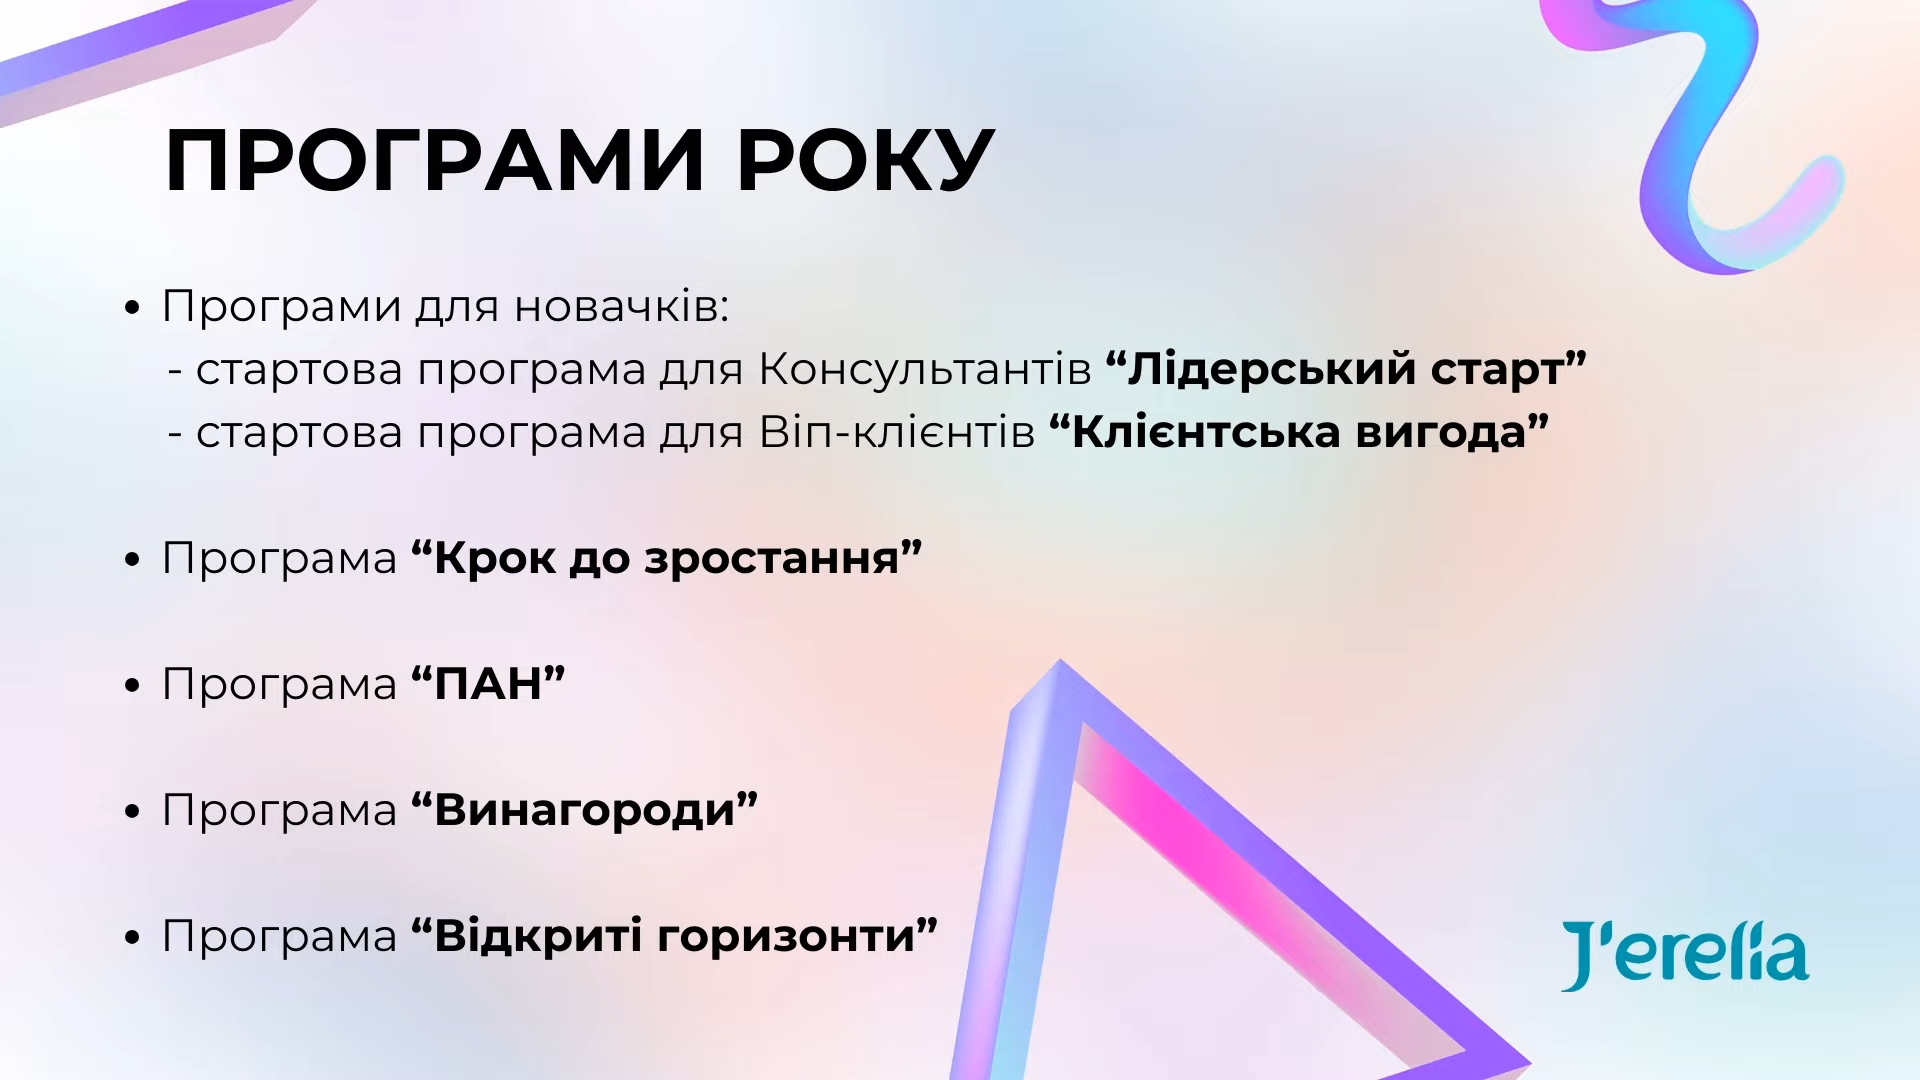 ПРОГРАМИ РОКУ
• Програми для новачків:
- стартова програма для Консультантів “Лідерський старт”
- стартова програма для Віп-клієнтів “Клієнтська вигода”
• Програма “Крок до зростання”
• Програма “ПАН”
• Програма “Винагороди”
• Програма “Відкриті горизонти”
J'erelia